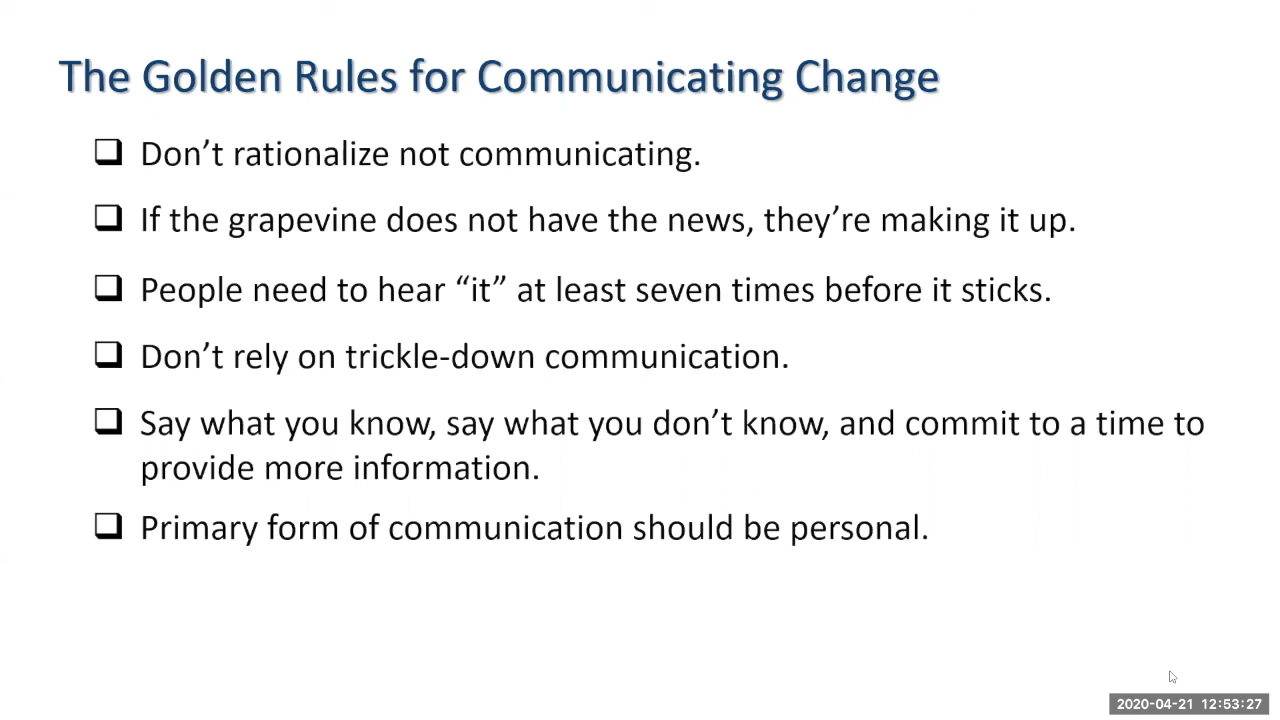 The Golden Rules for Communicating Change
Don’t rationalize not communicating.
If the grapevine does not have the news, they’re making it up.
People need to hear “it” at least seven times before it sticks.
Don’t rely on trickle-down communication.
Say what you know, say what you don’t know, and commit to a time to
provide more information.
Primary form of communication should be personal.
2020-04-21 12:53:27